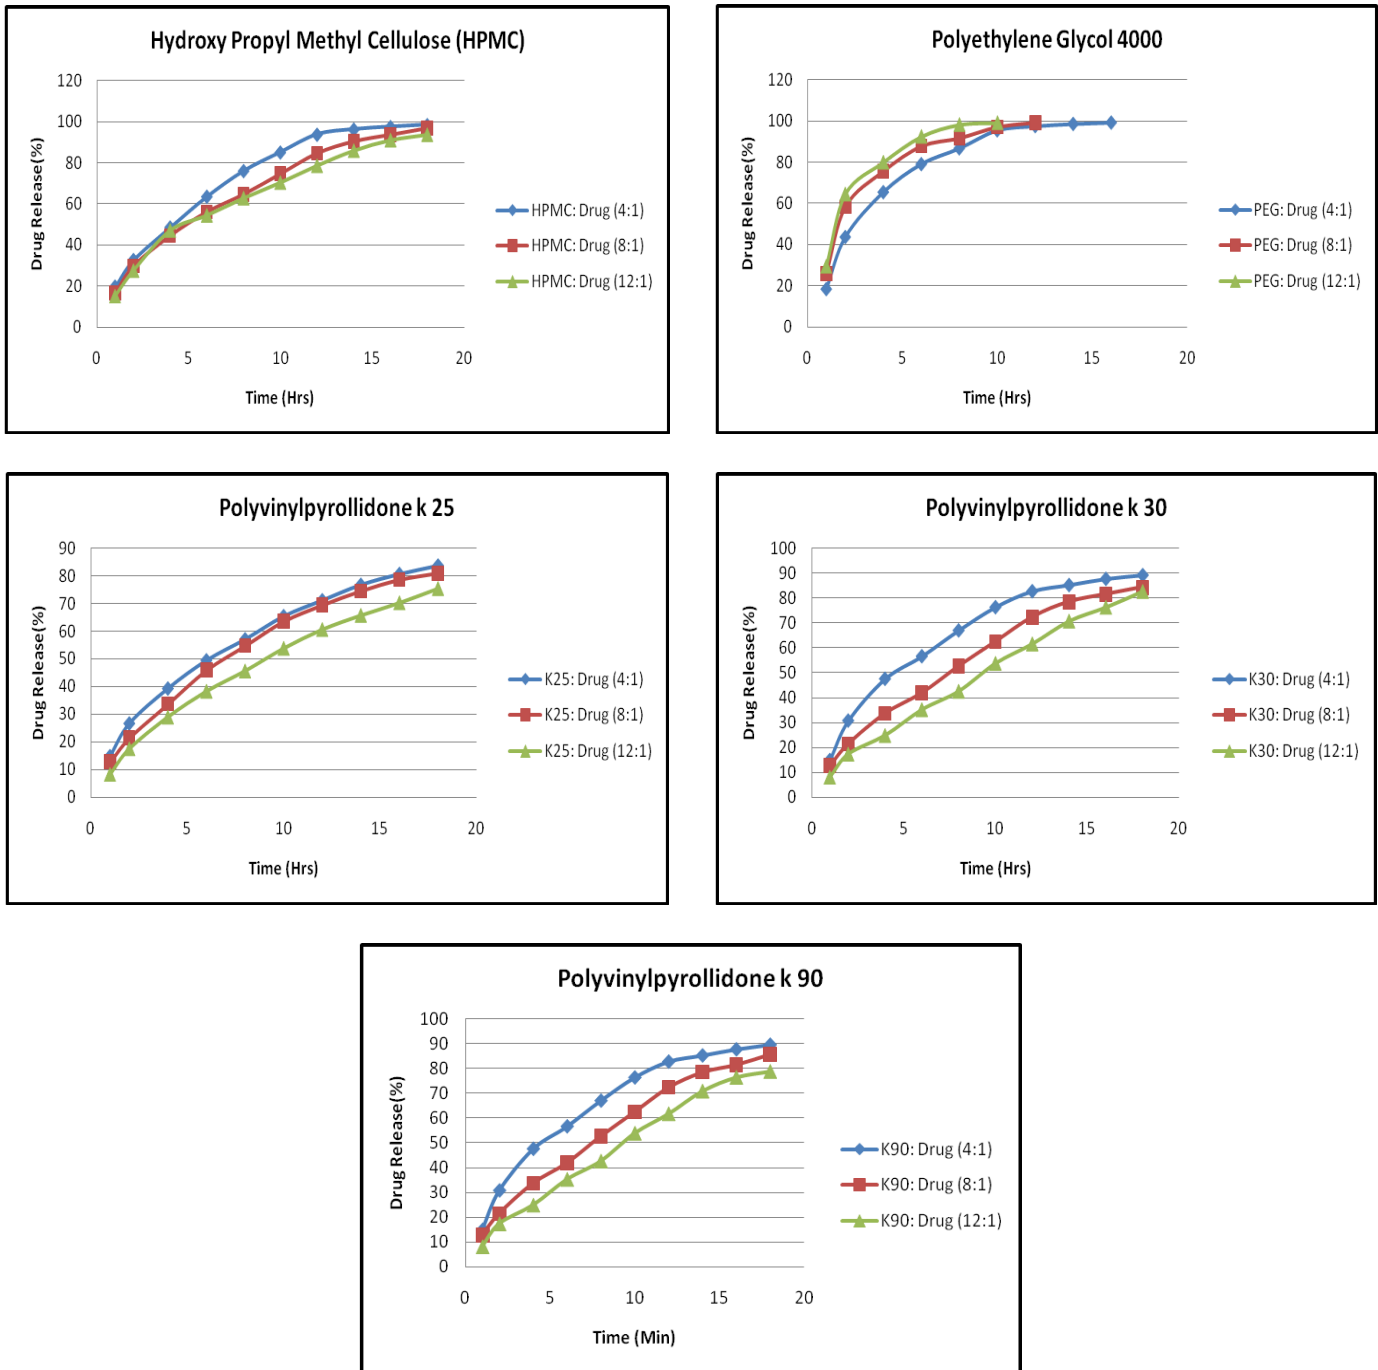 Hydroxy Propyl Methyl Cellulose (HPMC)
120
100
80
60
40
20
0
0 5 10 15 20
Drug Release(%)
Time (Hrs)
HPMC: Drug (4:1)
HPMC: Drug (8:1)
HPMC: Drug (12:1)
Polyethylene Glycol 4000
120
100
80
60
40
20
0
0 5 10 15 20
Drug Release(%)
Time (Hrs)
PEG: Drug (4:1)
PEG: Drug (8:1)
PEG: Drug (12:1)
Polyvinylpyrollidone k 25
90
80
70
60
50
40
30
20
10
0
0 5 10 15 20
Drug Release(%)
Time (Hrs)
K25: Drug (4:1)
K25: Drug (8:1)
K25: Drug (12:1)
Polyvinylpyrollidone k 30
100
90
80
70
60
50
40
30
20
10
0
0 5 10 15 20
Drug Release(%)
Time (Hrs)
K30: Drug (4:1)
K30: Drug (8:1)
K30: Drug (12:1)
Polyvinylpyrollidone k 90
100
90
80
70
60
50
40
30
20
10
0
0 5 10 15 20
Drug Release(%)
Time (Min)
K90: Drug (4:1)
K90: Drug (8:1)
K90: Drug (12:1)